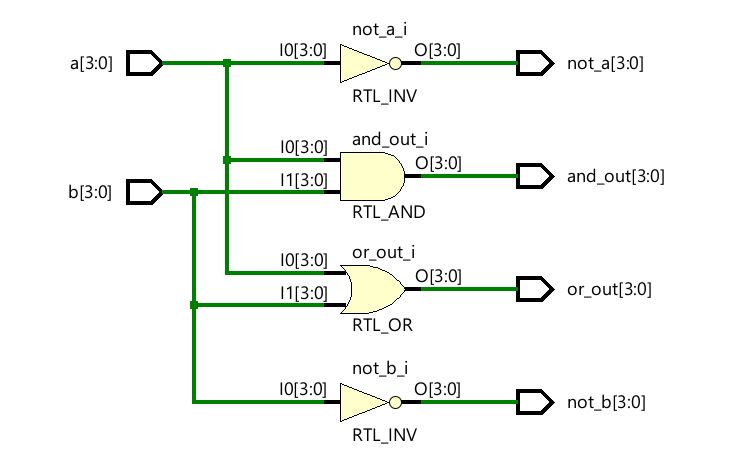 not_a_i
a[3:0]
I0[3:0]
O[3:0]
not_a[3:0]
RTL_INV
and_out_i
I0[3:0]
O[3:0]
I1[3:0]
and_out[3:0]
b[3:0]
RTL_AND
or_out_i
I0[3:0]
O[3:0]
I1[3:0]
or_out[3:0]
RTL_OR
not_b_i
I0[3:0]
O[3:0]
not_b[3:0]
RTL_INV